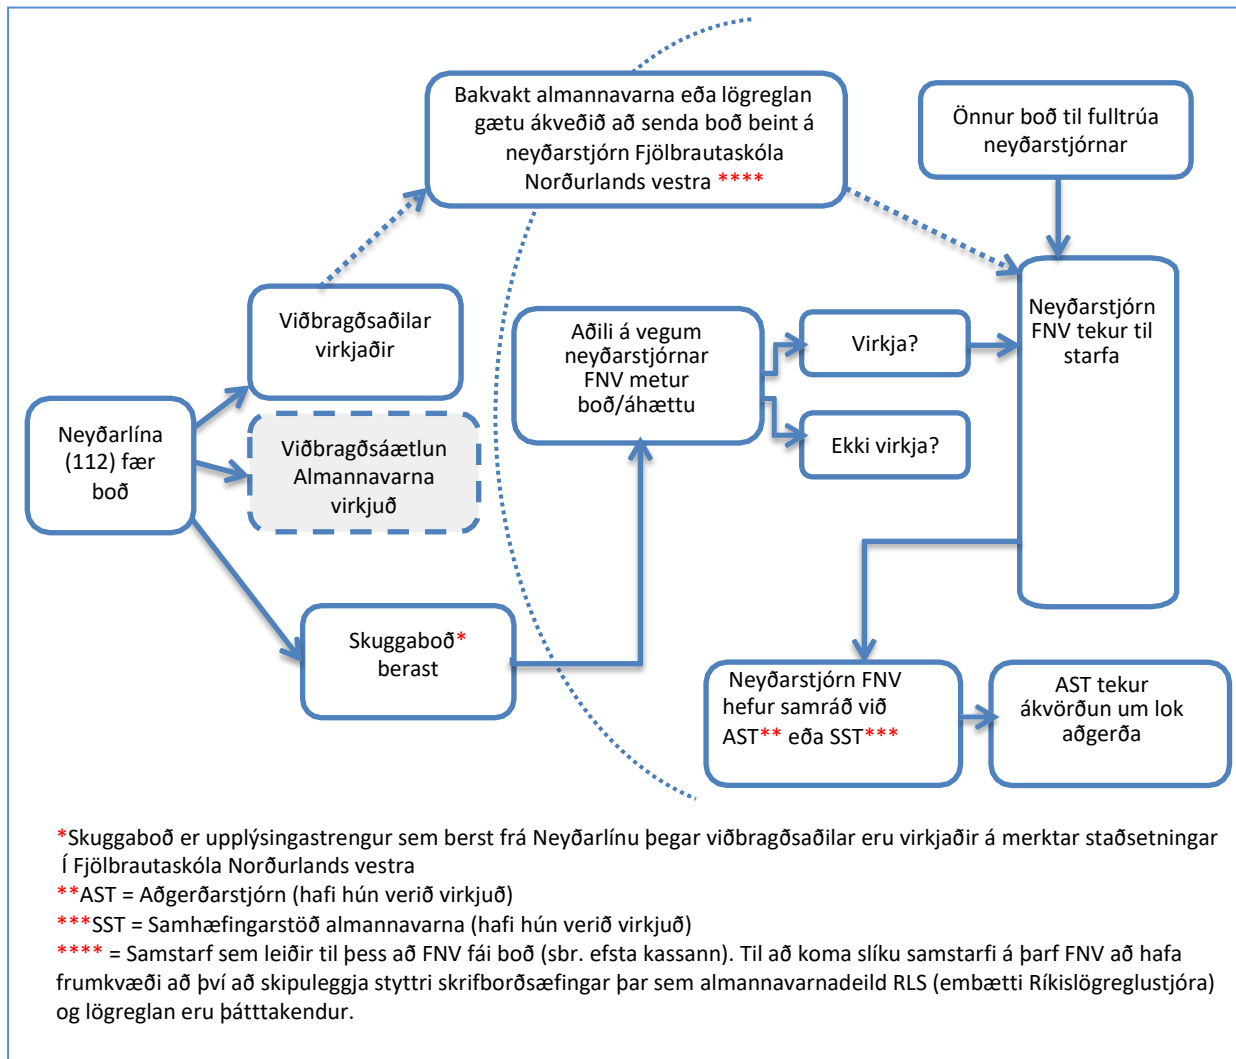 Bakvakt almannavarna eða lögreglan
gætu ákveðið að senda boð beint á
neyðarstjórn Fjölbrautaskóla
Norðurlands vestra ****
Önnur boð til fulltrúa
neyðarstjórnar
Viðbragðsaðilar
virkjaðir
Neyðarstjórn
FNV tekur til
starfa
Aðili á vegum
neyðarstjórnar
FNV metur
boð/áhættu
Virkja?
Ekki virkja?
Neyðarlína
(112) fær
boð
Viðbragðsáætlun
Almannavarna
virkjuð
Skuggaboð*
berast
Neyðarstjórn FNV
hefur samráð við
AST** eða SST***
AST tekur
ákvörðun um lok
aðgerða
*Skuggaboð er upplýsingastrengur sem berst frá Neyðarlínu þegar viðbragðsaðilar eru virkjaðir á merktar staðsetningar
Í Fjölbrautaskóla Norðurlands vestra
**AST = Aðgerðarstjórn (hafi hún verið virkjuð)
***SST = Samhæfingarstöð almannavarna (hafi hún verið virkjuð)
**** = Samstarf sem leiðir til þess að FNV fái boð (sbr. efsta kassann). Til að koma slíku samstarfi á þarf FNV að hafa
frumkvæði að því að skipuleggja styttri skrifborðsæfingar þar sem almannavarnadeild RLS (embætti Ríkislögreglustjóra)
og lögreglan eru þátttakendur.